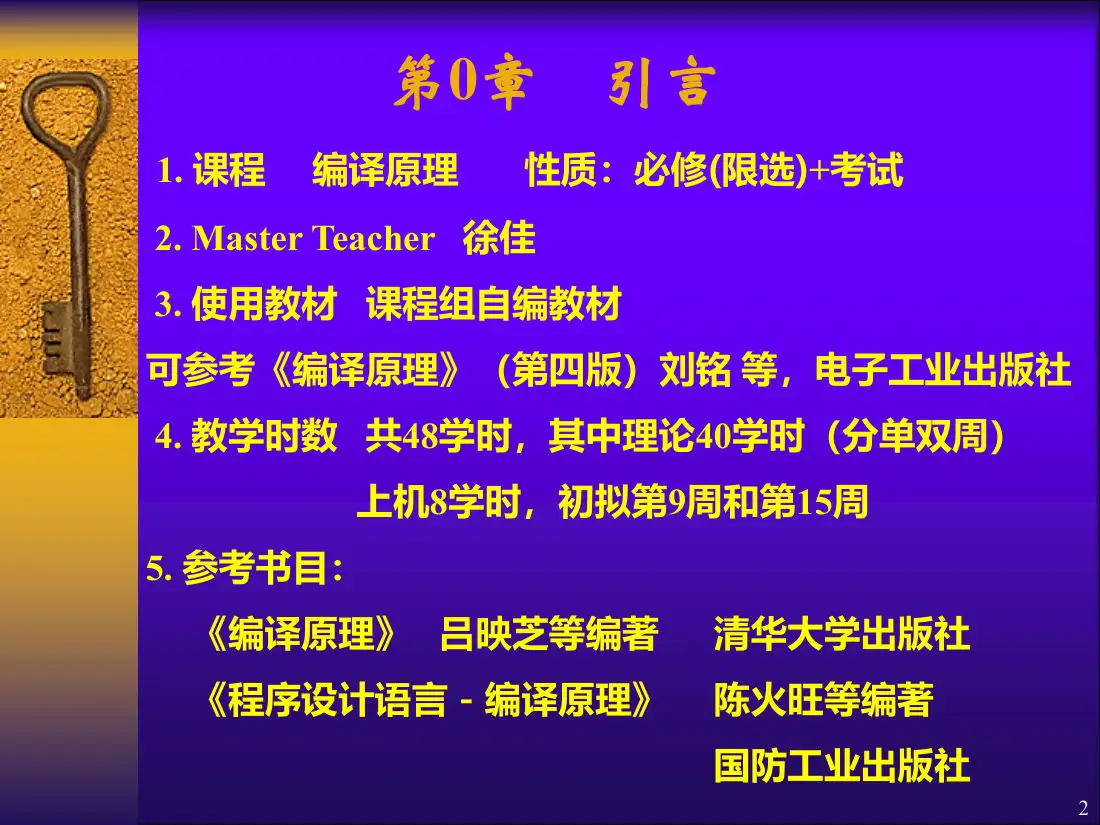 第0章 引言
1. 课程 编译原理 性质：必修(限选)+考试
2. Master Teacher 徐佳
3. 使用教材 课程组自编教材
可参考《编译原理》（第四版）刘铭 等，电子工业出版社
4. 教学时数 共48学时，其中理论40学时（分单双周）
上机8学时，初拟第9周和第15周
5. 参考书目：
《编译原理》 吕映芝等编著 清华大学出版社
《程序设计语言－编译原理》 陈火旺等编著
国防工业出版社
2